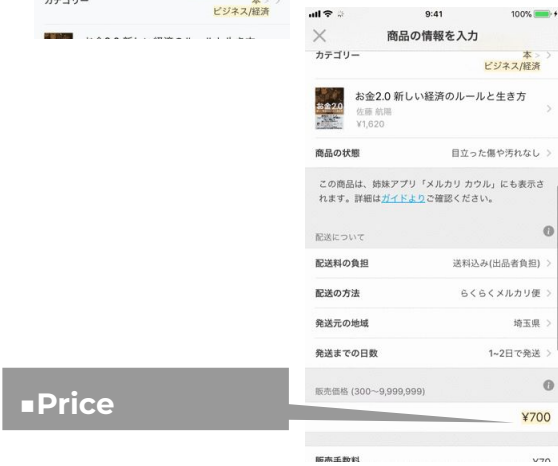 ビジネス/経済
9:41
100%
商品の情報を入力
カテゴリー
本
ビジネス/経済
お金2.0
お金2.0 新しい経済のルールと生き方
佐藤 航陽
¥1,620
商品の状態
目立った傷や汚れなし
この商品は、姉妹アプリ「メルカリ カウル」にも表示さ
れます。詳細はガイドよりご確認ください。
配送について
配送料の負担
送料込み(出品者負担)
配送の方法
らくらくメルカリ便
発送元の地域
埼玉県
発送までの日数
1~2日で発送
販売価格 (300〜9,999,999)
¥700
■Price
販売手数料
¥70